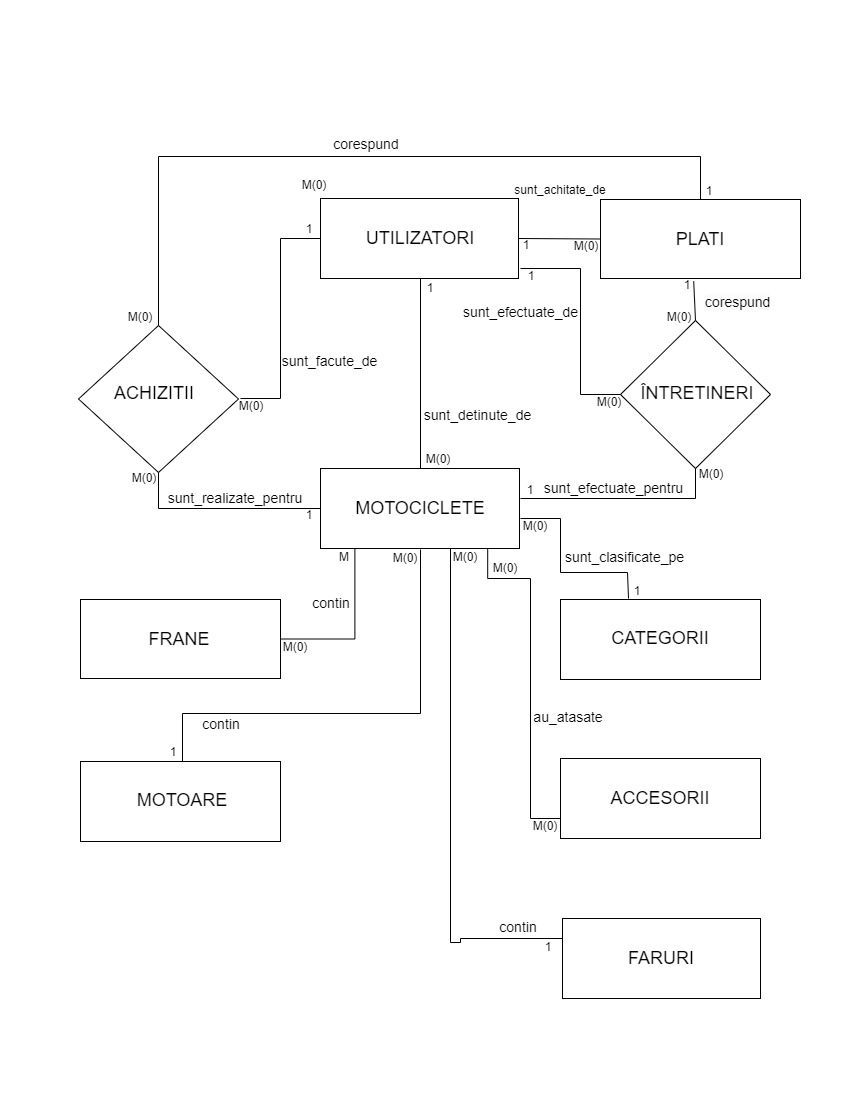 corespund
M(0)
sunt_achitate_de
1
UTILIZATORI
PLATI
1
1
M(0)
1
1
1
corespund
sunt_efectuate_de
M(0)
M(0)
sunt_facute_de
ACHIZITII
ÎNTRETINERI
M(0)
M(0)
sunt_detinute_de
M(0)
M(0)
M(0)
1
sunt_efectuate_pentru
sunt_realizate_pentru
MOTOCICLETE
1
M(0)
M
M(0)
M(0)
sunt_clasificate_pe
M(0)
1
contin
FRANE
CATEGORII
M(0)
au_atasate
contin
1
MOTOARE
ACCESORII
M(0)
contin
1
FARURI